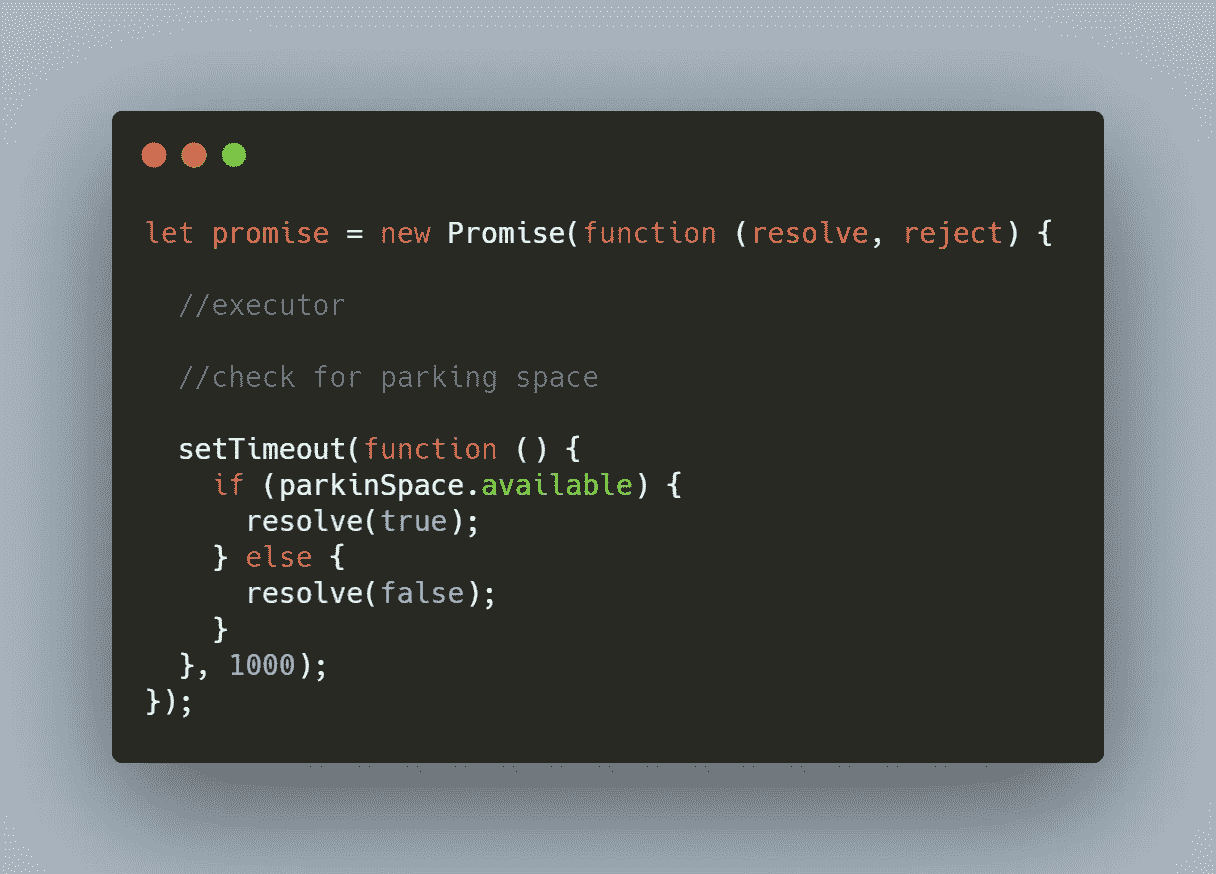 let promise = new Promise(function (resolve, reject) {
//executor
//check for parking space
setTimeout(function () {
if (parkinSpace.available) {
resolve(true);
} else {
resolve(false);
}
}, 1000);
});